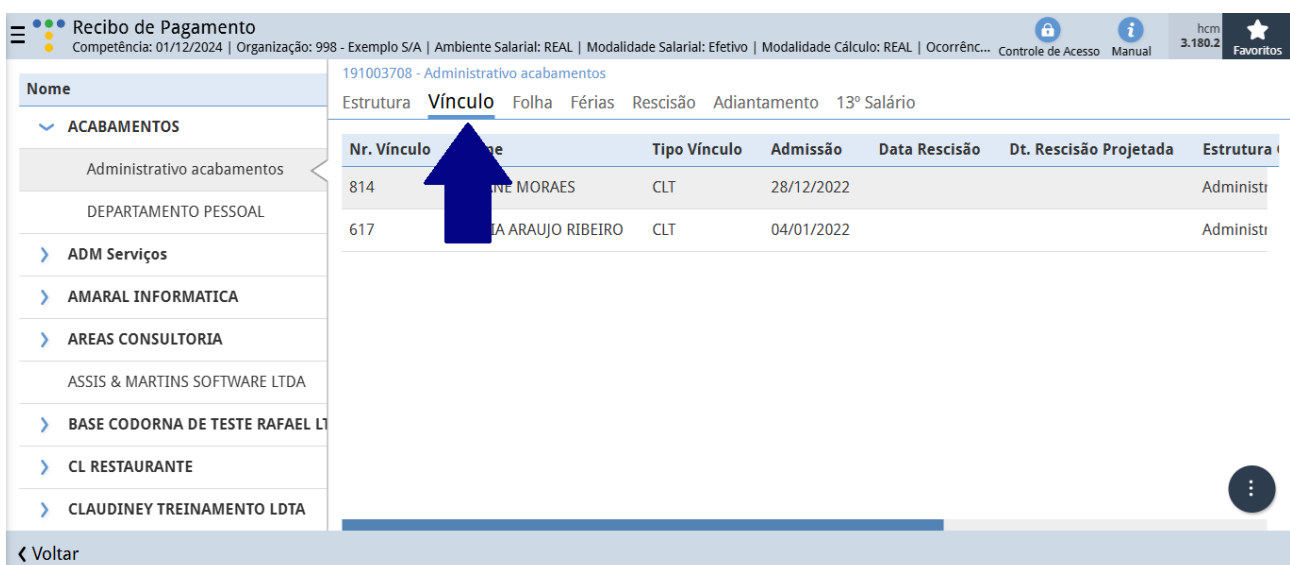 Recibo de Pagamento
Competência: 01/12/2024 | Organização: 998 - Exemplo S/A | Ambiente Salarial: REAL | Modalidade Salarial: Efetivo | Modalidade Cálculo: REAL | Ocorrênc...
Controle de Acesso
Manual
hcm
3.180.2
Favoritos
Nome
ACABAMENTOS
Administrativo acabamentos
DEPARTAMENTO PESSOAL
ADM Serviços
AMARAL INFORMATICA
AREAS CONSULTORIA
ASSIS & MARTINS SOFTWARE LTDA
BASE CODORNA DE TESTE RAFAEL
CL RESTAURANTE
CLAUDINEY TREINAMENTO LDTA
191003708 - Administrativo acabamentos
Estrutura Vínculo Folha Férias Rescisão Adiantamento 13º Salário
Nr. Vínculo Tipo Vínculo Admissão Data Rescisão Dt. Rescisão Projetada Estrutura
814 MORAES CLT 28/12/2022
617 ARAUJO RIBEIRO CLT 04/01/2022
Voltar